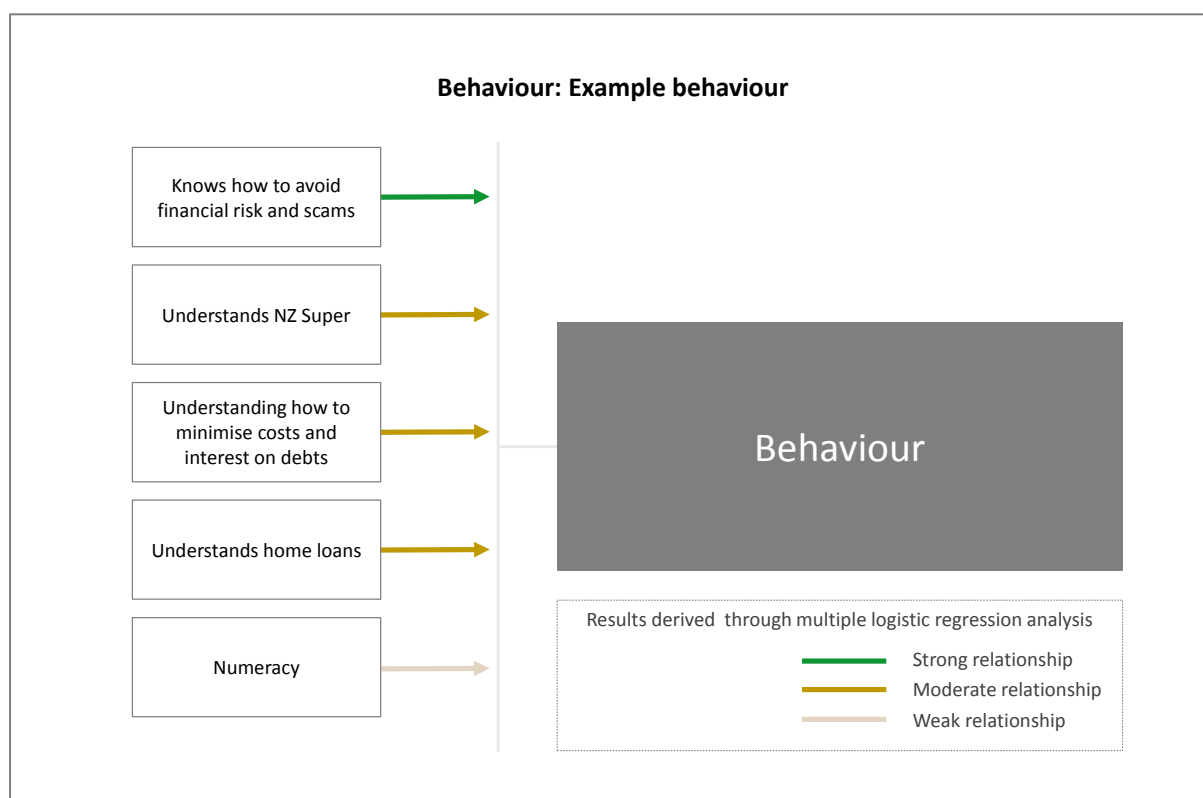 Behaviour: Example behaviour
Knows how to avoid
financial risk and scams
Understands NZ Super
Understanding how to
minimise costs and
interest on debts
Understands home loans
Numeracy
Behaviour
Results derived  through multiple logistic regression analysis
Strong relationship
Moderate relationship
Weak relationship